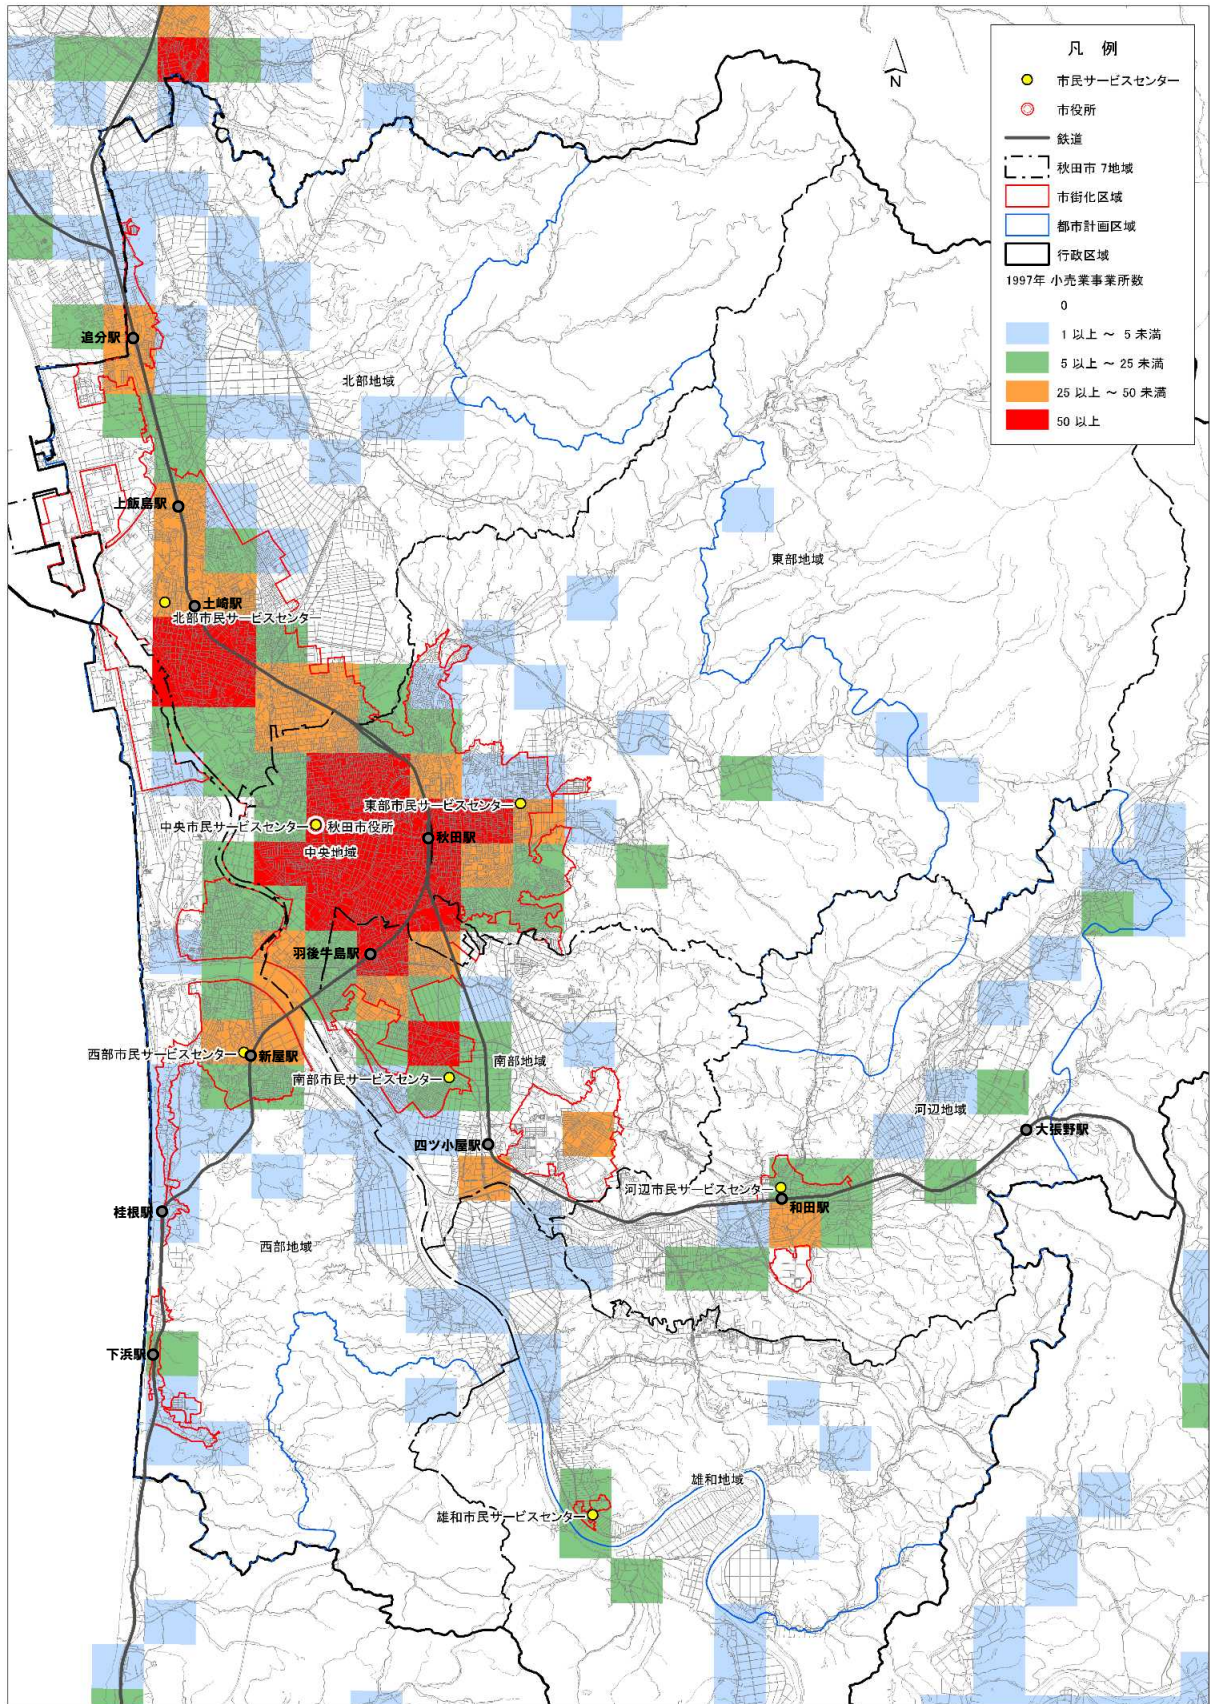 凡 例
市民サービスセンター
市役所
鉄道
秋田市 7地域
市街化区域
都市計画区域
行政区域
1997年 小売業事業所数
0
1 以上 ～ 5 未満
5 以上 ～ 25 未満
25 以上 ～ 50 未満
50 以上
N
追分駅
北部地域
上飯島駅
東部地域
土崎駅
北部市民サービスセンター
東部市民サービスセンター
中央市民サービスセンター
秋田市役所
秋田駅
中央地域
羽後牛島駅
西部市民サービスセンター
新屋駅
南部地域
南部市民サービスセンター
河辺地域
大張野駅
四ツ小屋駅
河辺市民サービスセンター
和田駅
桂根駅
西部地域
下浜駅
雄和地域
雄和市民サービスセンター